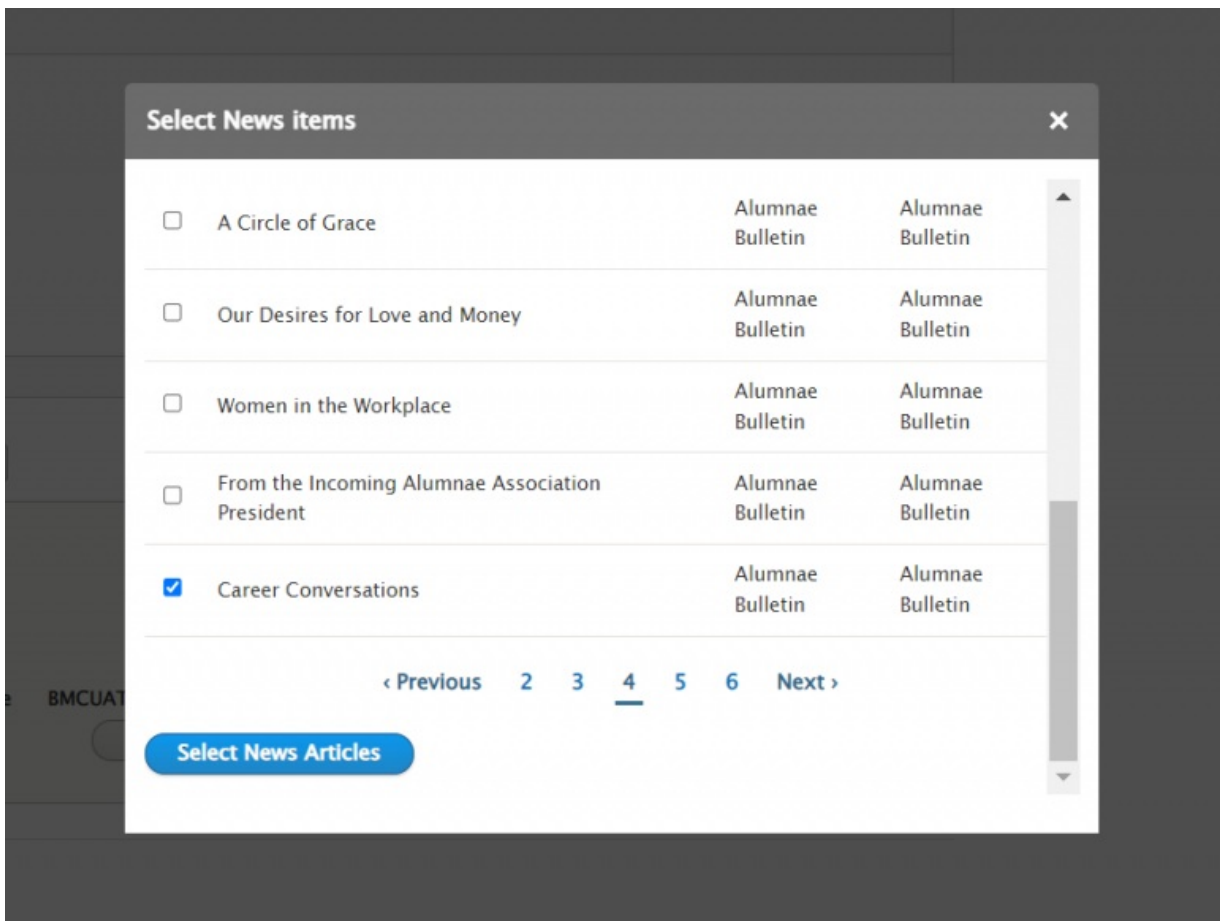 Select News items ×
A Circle of Grace Alumnae Alumnae
Bulletin Bulletin
Our Desires for Love and Money Alumnae Alumnae
Bulletin Bulletin
Women in the Workplace Alumnae Alumnae
Bulletin Bulletin
From the Incoming Alumnae Association Alumnae Alumnae
President Bulletin Bulletin
Career Conversations Alumnae Alumnae
Bulletin Bulletin
‹ Previous 2 3 4 5 6 Next ›
e BMCUAT
Select News Articles